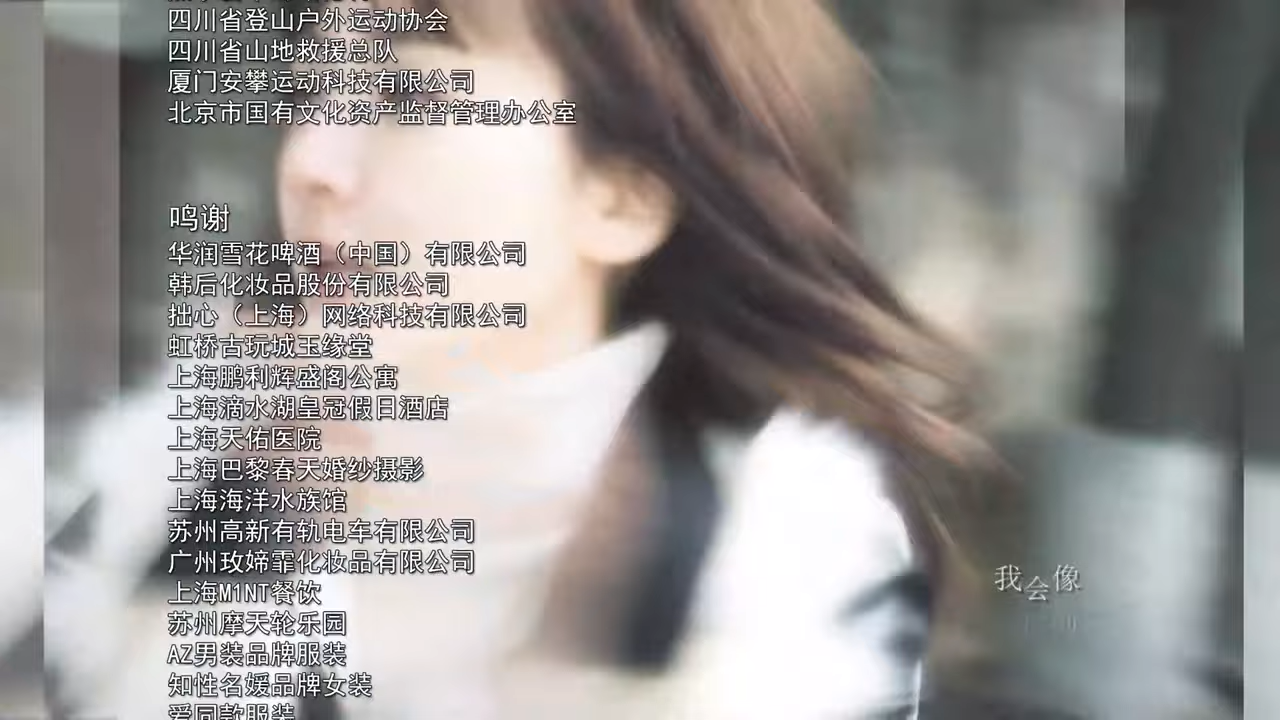 四川省登山户外运动协会
四川省山地救援总队
厦门安攀运动科技有限公司
北京市国有文化资产监督管理办公室
鸣谢
华润雪花啤酒（中国）有限公司
韩后化妆品股份有限公司
拙心（上海）网络科技有限公司
虹桥古玩城玉缘堂
上海鹏利辉盛阁公寓
上海滴水湖皇冠假日酒店
上海天佑医院
上海巴黎春天婚纱摄影
上海海洋水族馆
苏州高新有轨电车有限公司
广州玫媂霏化妆品有限公司
上海M1NT餐饮
苏州摩天轮乐园
AZ男装品牌服装
知性名媛品牌女装
爱同款服装
我会像